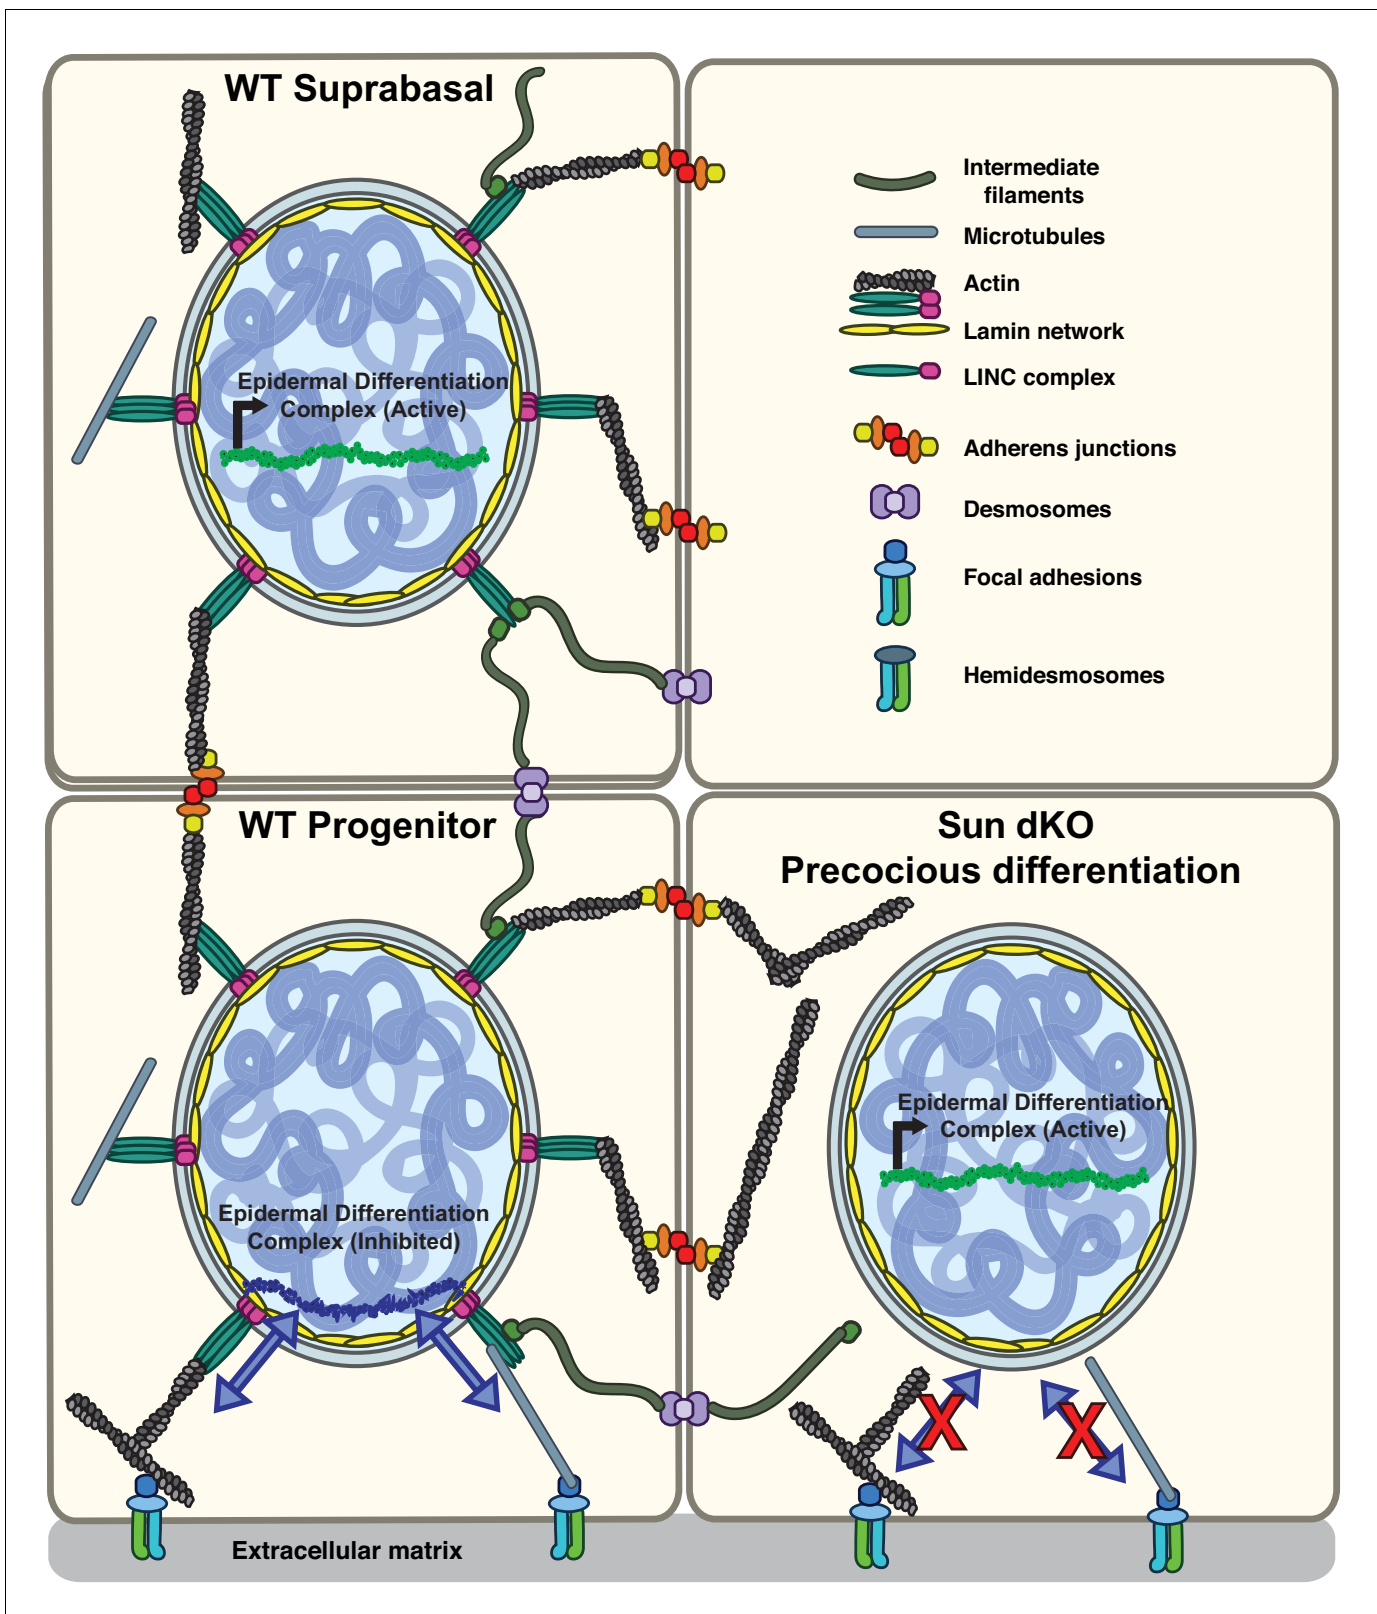 WT Suprabasal
Epidermal Differentiation
Complex (Active)
Intermediate
filaments
Microtubules
Actin
Lamin network
LINC complex
Adherens junctions
Desmosomes
Focal adhesions
Hemidesmosomes
WT Progenitor
Epidermal Differentiation
Complex (Inhibited)
Sun dKO
Precocious differentiation
Epidermal Differentiation
Complex (Active)
X
X
Extracellular matrix